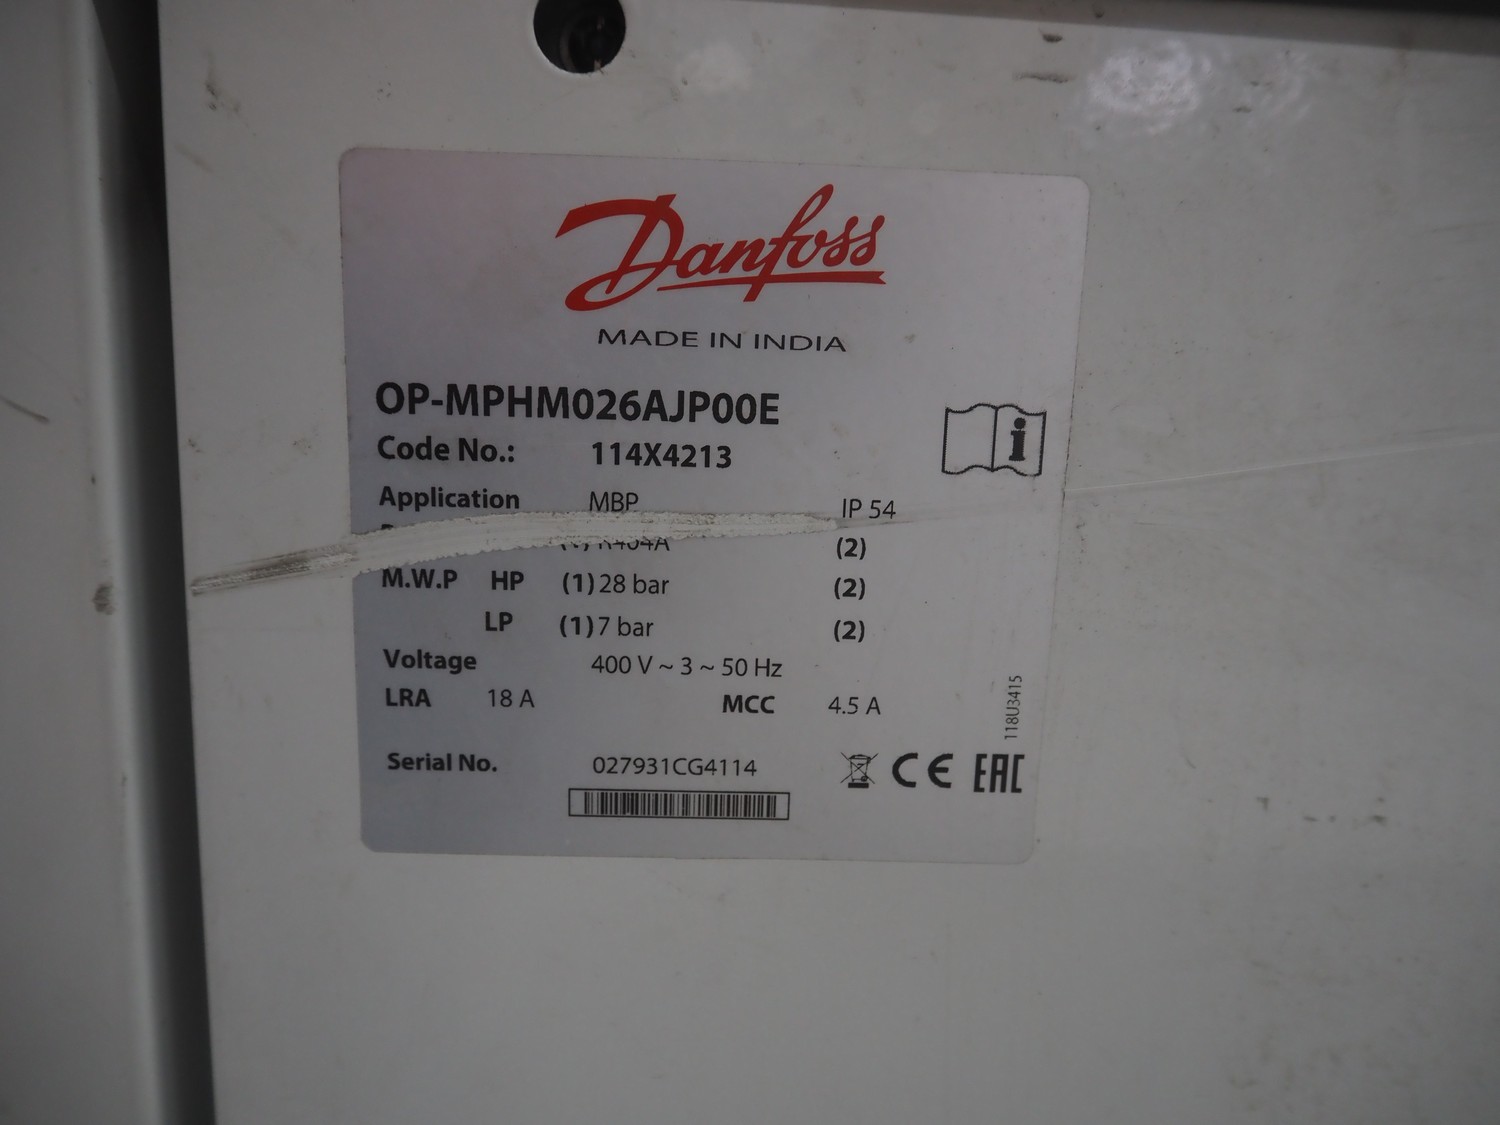 Danfoss
MADE IN INDIA
OP-MPHM026AJP00E
Code No.: 114X4213
Application MBP IP 54
R404A (2)
M.W.P HP (1) 28 bar (2)
LP (1) 7 bar (2)
Voltage 400 V ~ 3 ~ 50 Hz
LRA 18 A MCC 4.5 A
118U3415
Serial No. 027931CG4114
CE EAC